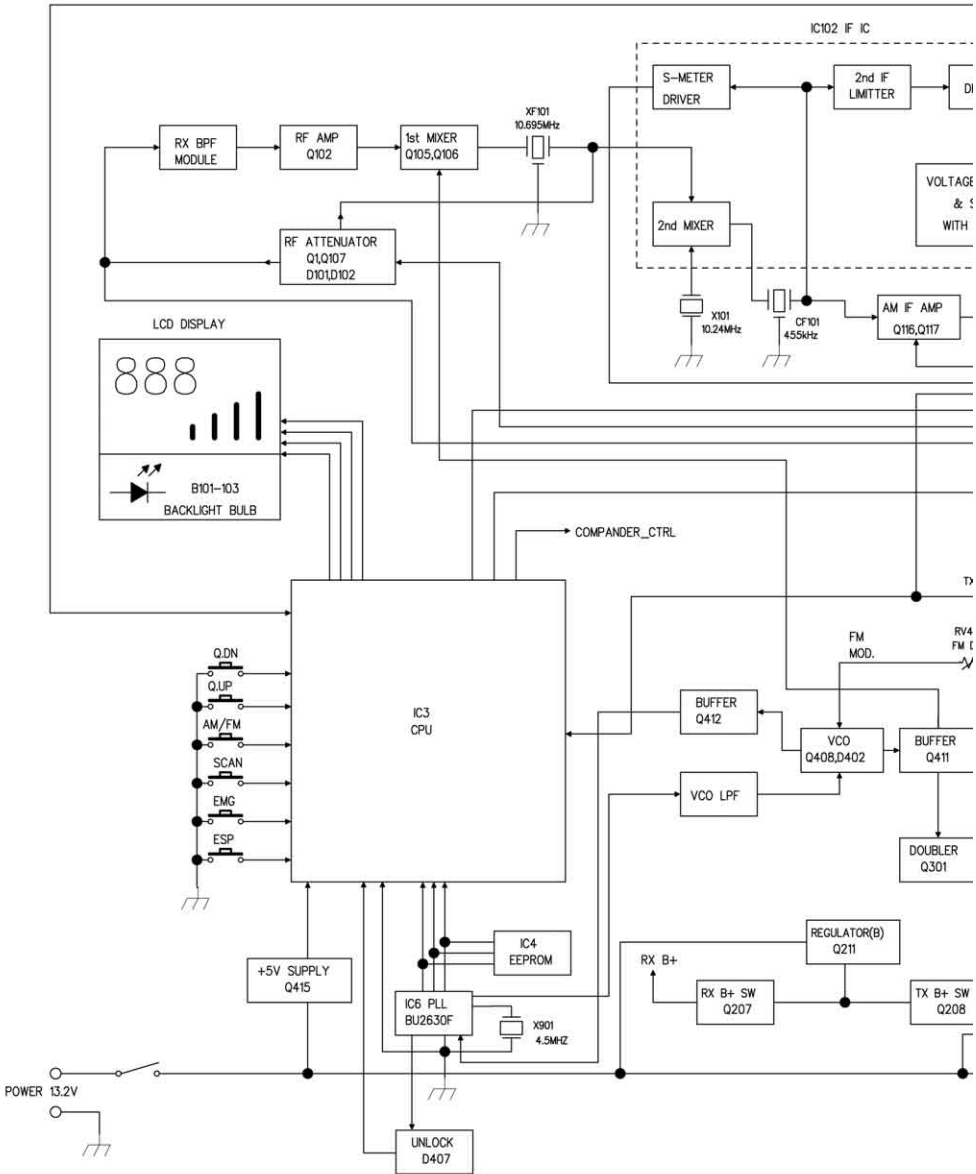 IC102 IF IC
S-METER
DRIVER
2nd IF
LIMITTER
XF101
10.695MHz
RX BPF
MODULE
RF AMP
Q102
1st MIXER
Q105,Q106
VOLTAGE
& S
WITH
2nd MIXER
RF ATTENUATOR
Q1,Q107
D101,D102
X101
10.24MHz
CF101
455kHz
AM IF AMP
Q116,Q117
LCD DISPLAY
888
B101-103
BACKLIGHT BULB
COMPANDER_CTRL
TX
FM
MOD.
RV4
FM D
Q.DN
Q.UP
AM/FM
SCAN
EMG
ESP
IC3
CPU
BUFFER
Q412
VCO
Q408,D402
BUFFER
Q411
VCO LPF
DOUBLER
Q301
REGULATOR(B)
Q211
+5V SUPPLY
Q415
IC4
EEPROM
RX B+
RX B+ SW
Q207
TX B+ SW
Q208
IC6 PLL
BU2630F
X901
4.5MHZ
POWER 13.2V
UNLOCK
D407